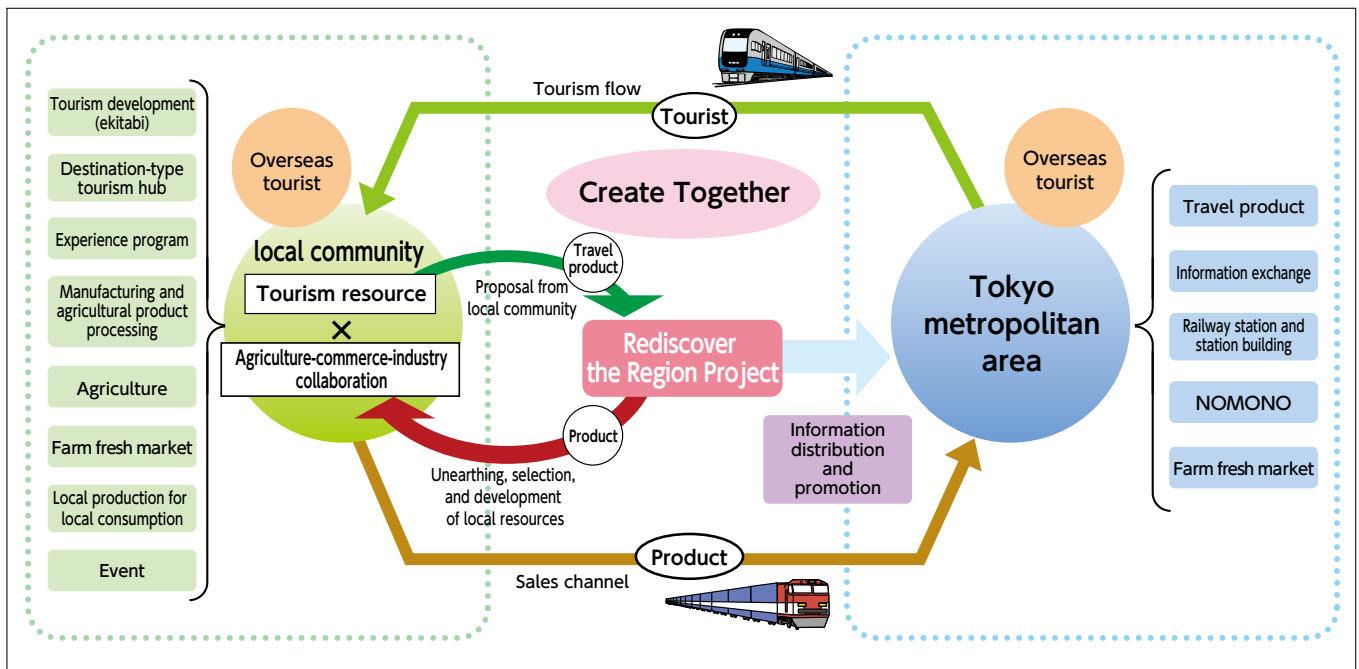 Tourism flow
Tourist
Tourism development
(ekitabi)
Destination-type
tourism hub
Experience program
Manufacturing and
agricultural product
processing
Agriculture
Farm fresh market
Local production for
local consumption
Event
Overseas
tourist
local community
Tourism resource
×
Agriculture-commerce-industry
collaboration
Create Together
Travel
product
Proposal from
local community
Rediscover
the Region Project
Product
Unearthing, selection,
and development
of local resources
Information
distribution
and
promotion
Overseas
tourist
Tokyo
metropolitan
area
Travel product
Information exchange
Railway station and
station building
NOMONO
Farm fresh market
Product
Sales channel